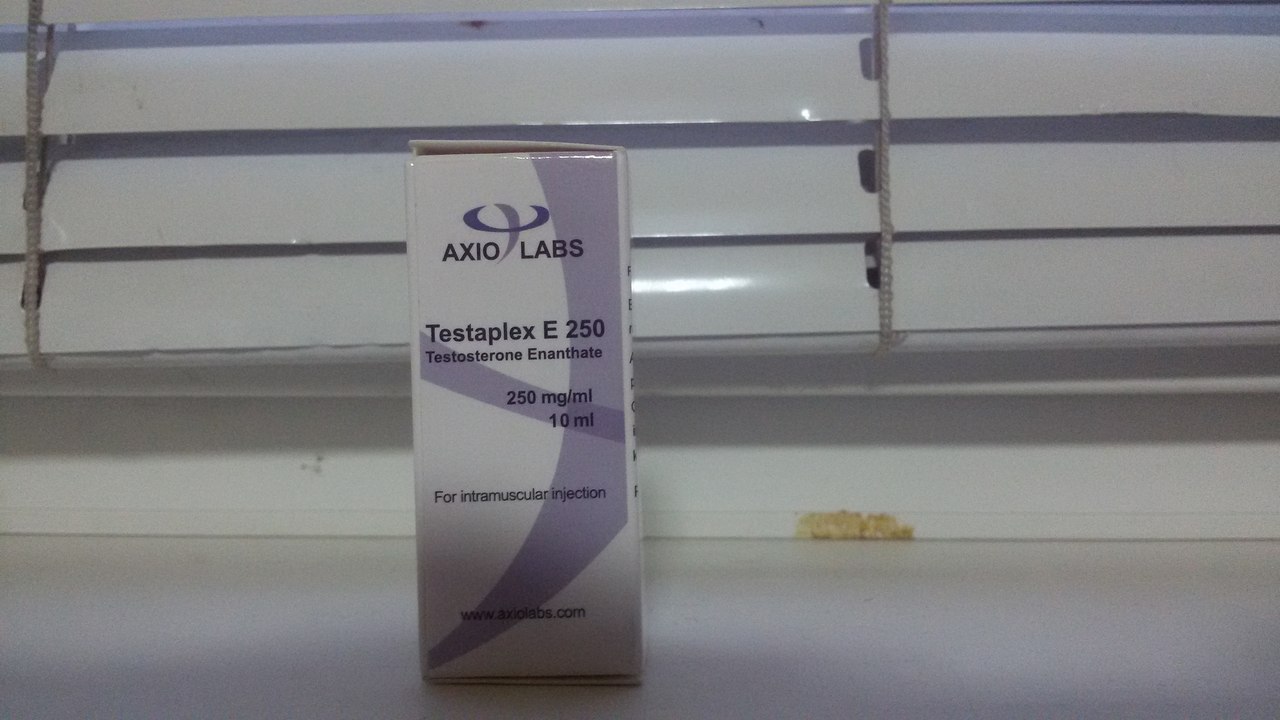 AXIO LABS
Testaplex E 250
Testosterone Enanthate
250 mg/ml
10 ml
For intramuscular injection
www.axiolabs.com